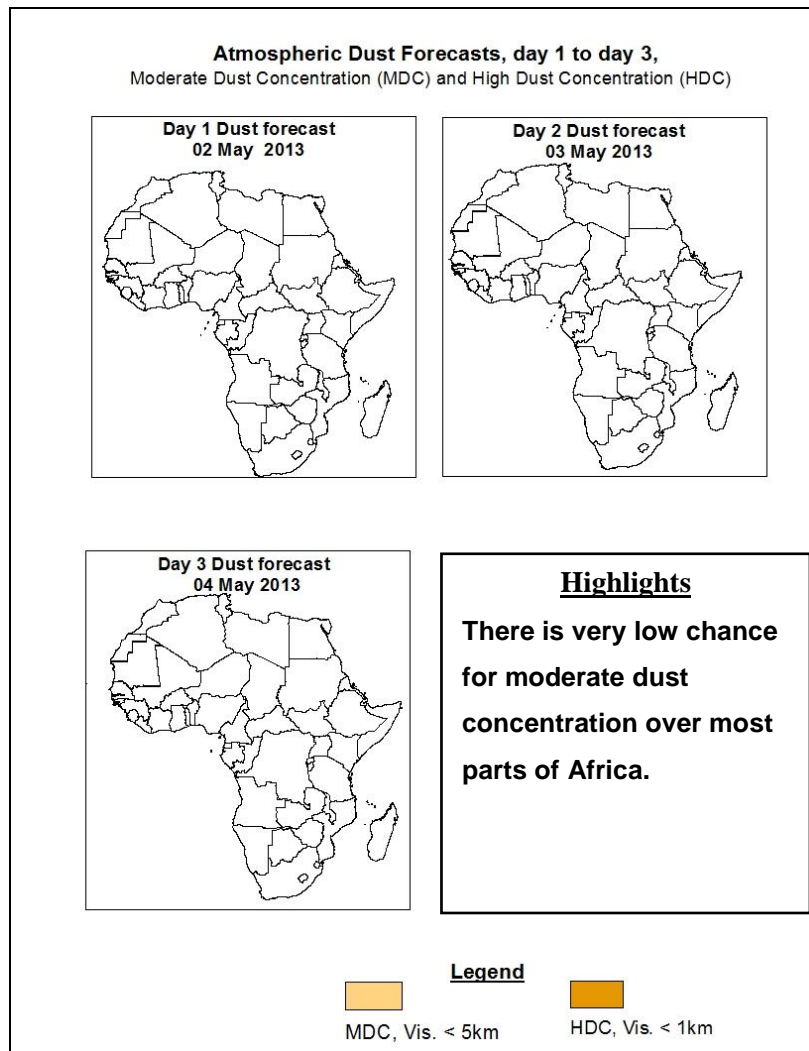 Atmospheric Dust Forecasts, day 1 to day 3,
Moderate Dust Concentration (MDC) and High Dust Concentration (HDC)
Day 1 Dust forecast
02 May 2013
Day 2 Dust forecast
03 May 2013
Day 3 Dust forecast
04 May 2013
Highlights
There is very low chance
for moderate dust
concentration over most
parts of Africa.
Legend
MDC, Vis. < 5km
HDC, Vis. < 1km